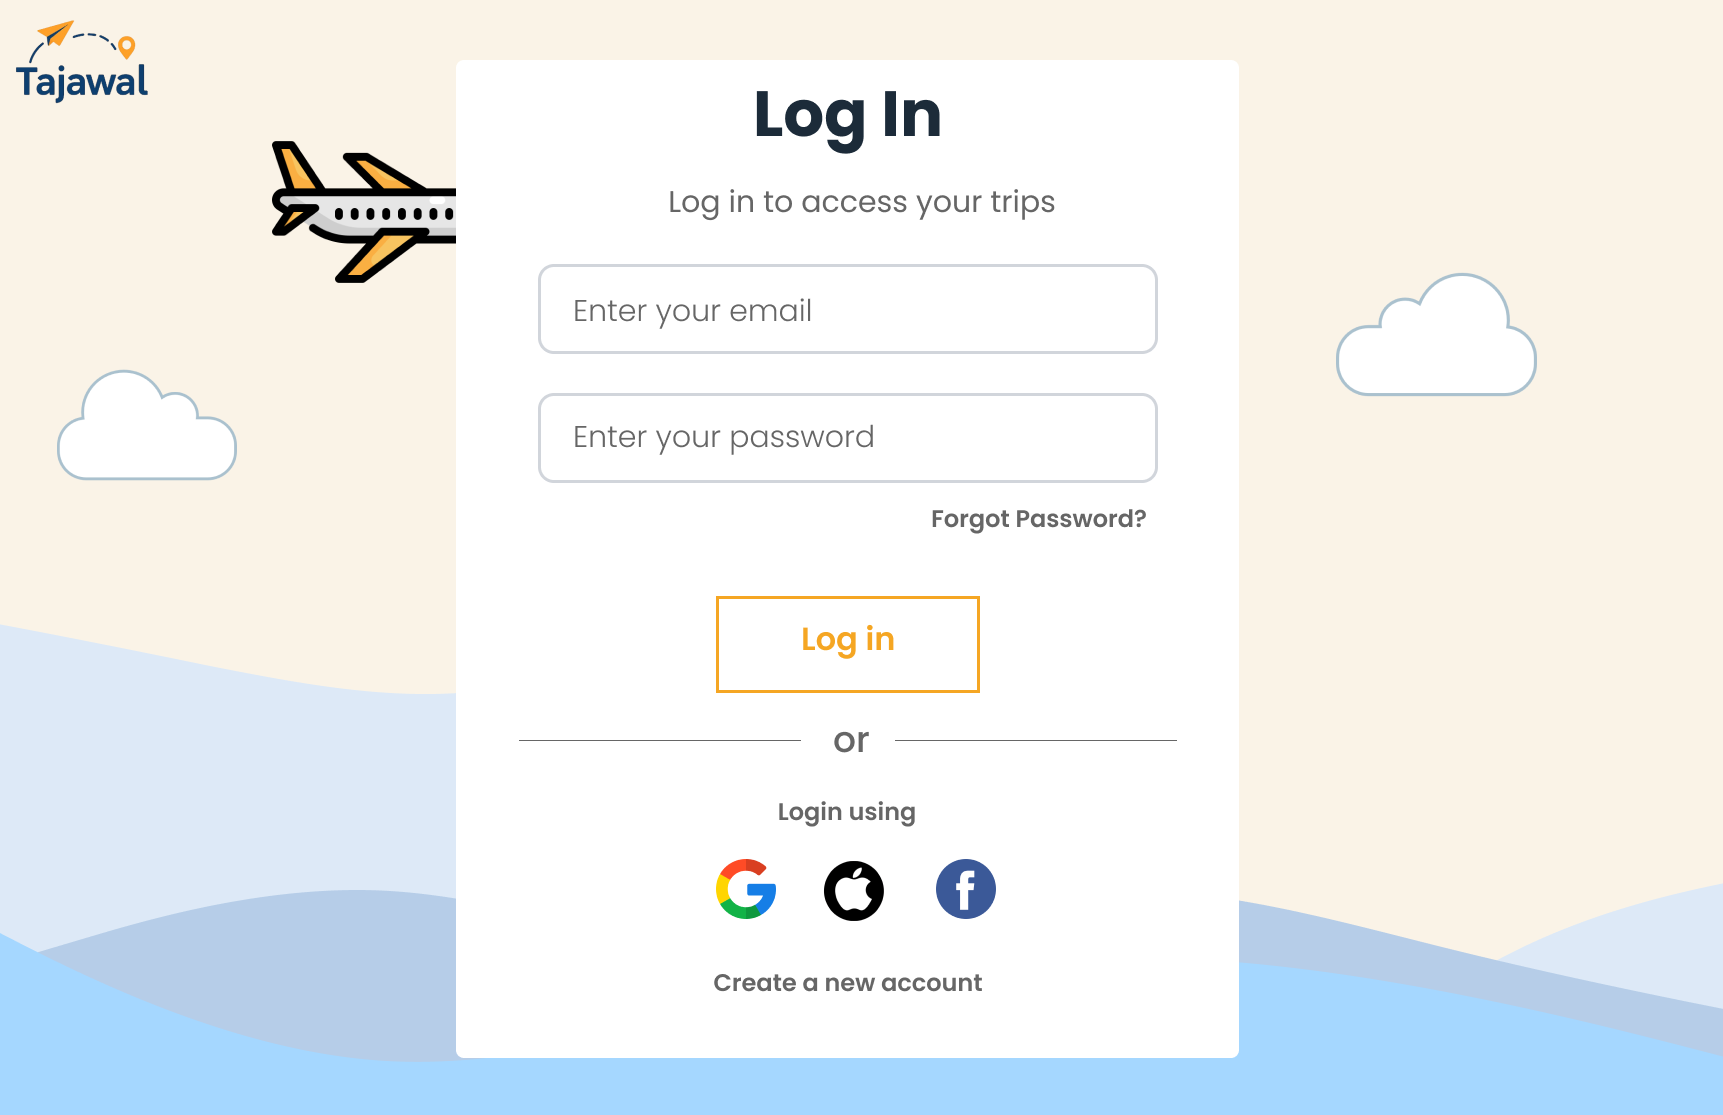 Tajawal
Log In
Log in to access your trips
Enter your email
Enter your password
Forgot Password?
Log in
or
Login using
Create a new account